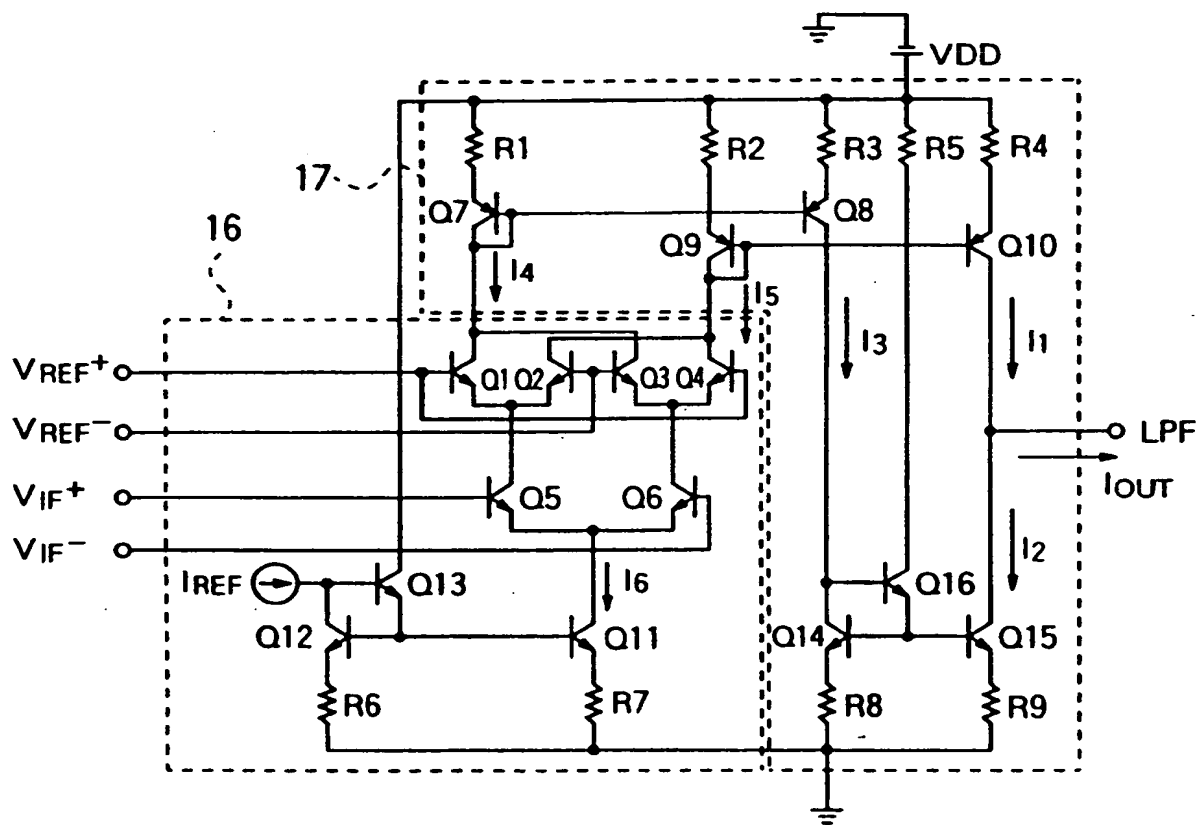 VDD
R1
R2
R3
R5
R4
17
Q7
Q8
16
Q9
Q10
I4
I5
I3
I1
VREF+
Q1
Q2
Q3
Q4
VREF−
LPF
IOUT
VIF+
Q5
Q6
VIF−
I2
IREF
Q13
I6
Q16
Q12
Q11
Q14
Q15
R6
R7
R8
R9